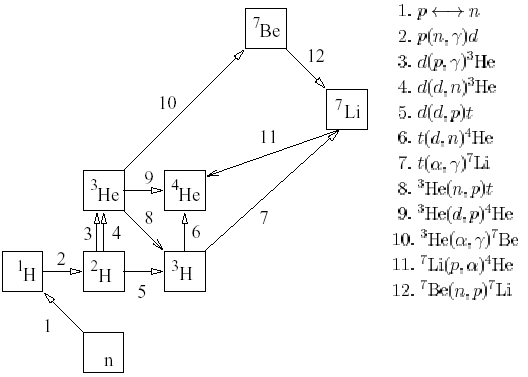 ⁷Be
12
10
⁷Li
11
9
³He
⁴He
8
7
3 4
6
¹H
2
²H
³H
5
1
n
1. p ⟷ n
2. p(n, γ)d
3. d(p, γ)³He
4. d(d, n)³He
5. d(d, p)t
6. t(d, n)⁴He
7. t(α, γ)⁷Li
8. ³He(n, p)t
9. ³He(d, p)⁴He
10. ³He(α, γ)⁷Be
11. ⁷Li(p, α)⁴He
12. ⁷Be(n, p)⁷Li